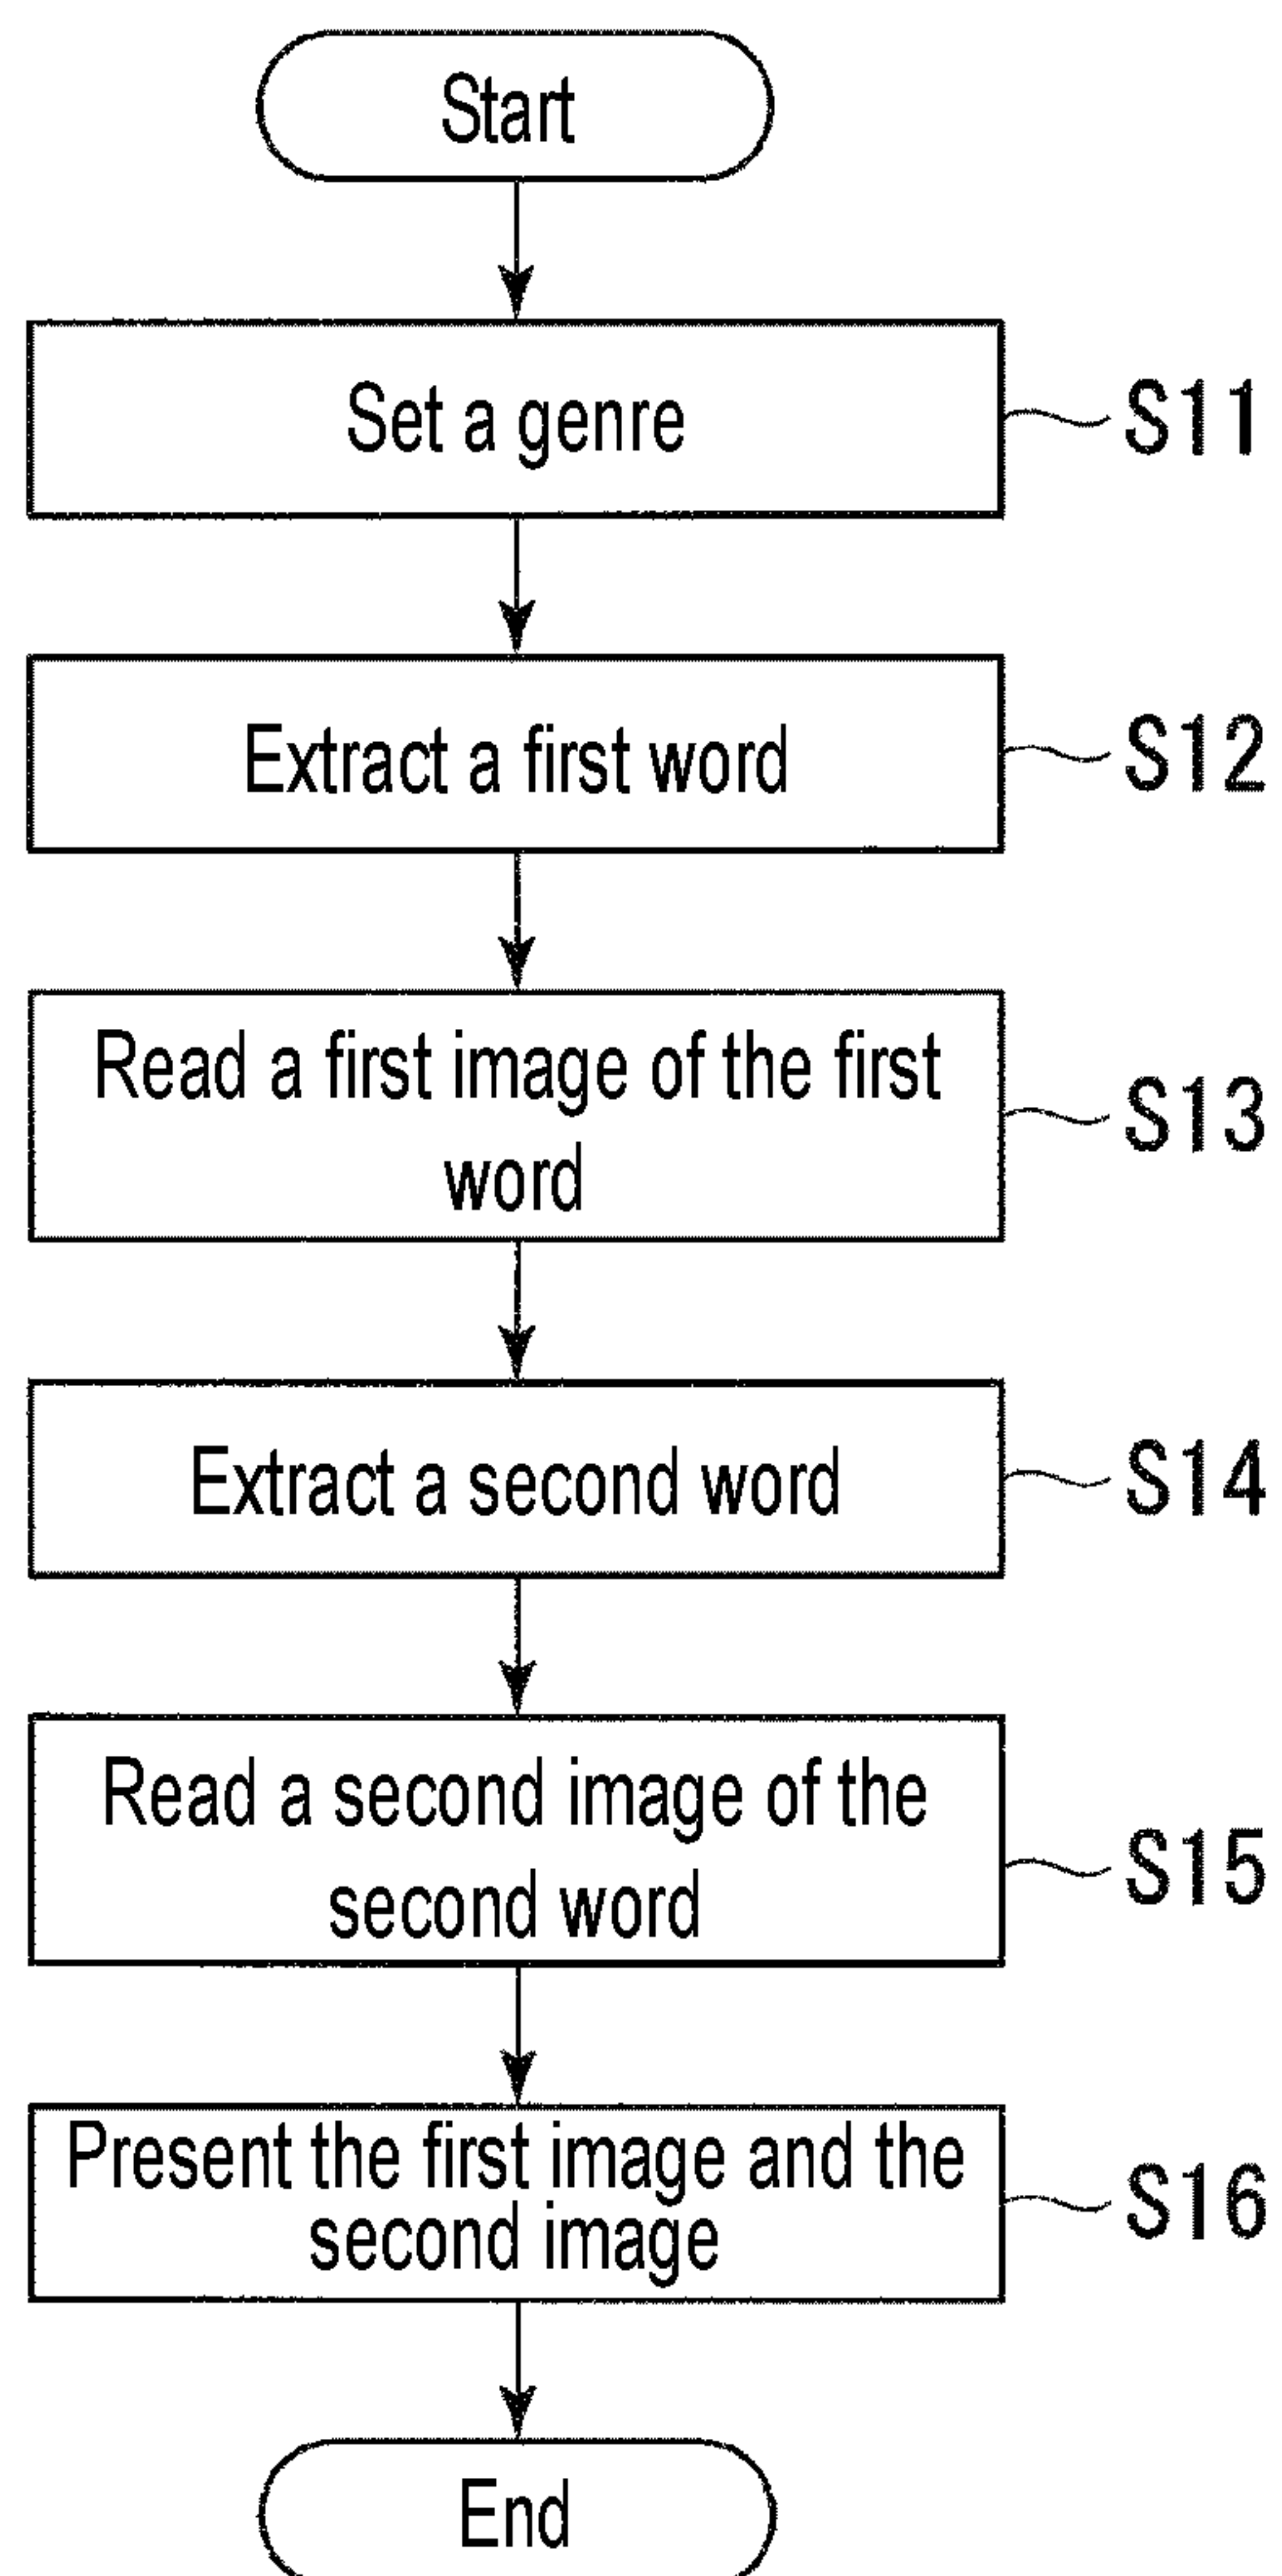 Start
Set a genre
S11
Extract a first word
S12
Read a first image of the first
word
S13
Extract a second word
S14
Read a second image of the
second word
S15
Present the first image and the
second image
S16
End